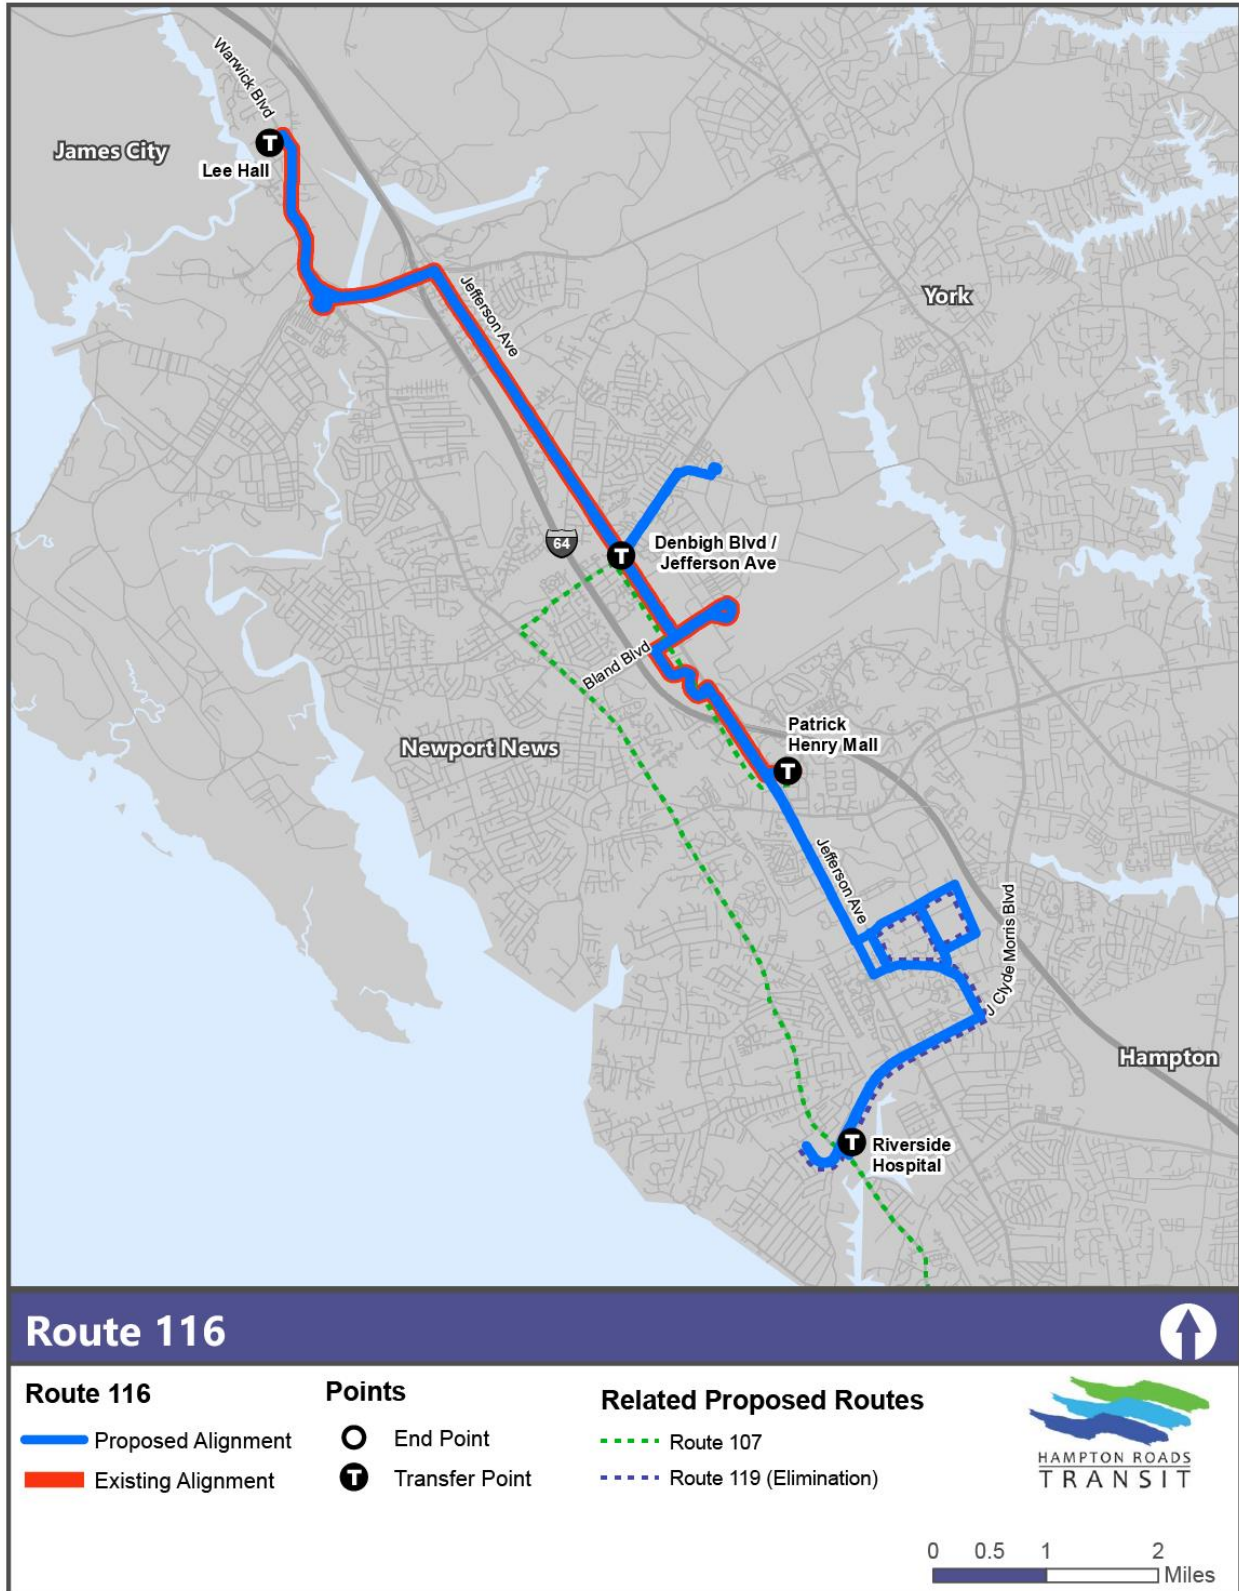 Warwick Blvd
James City
T
Lee Hall
Jefferson Ave
York
64
T
Denbigh Blvd /
Jefferson Ave
Bland Blvd
Newport News
Patrick
Henry Mall
T
Jefferson Ave
J Clyde Morris Blvd
Hampton
T
Riverside
Hospital
Route 116
Route 116
Proposed Alignment
Existing Alignment
Points
End Point
T Transfer Point
Related Proposed Routes
Route 107
Route 119 (Elimination)
HAMPTON ROADS
TRANSIT
0 0.5 1 2
Miles